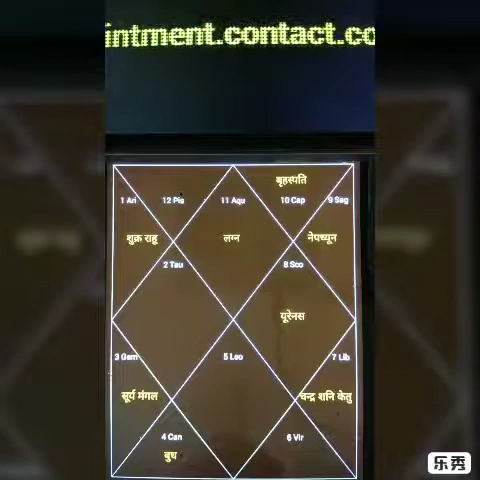 intment.contact.co
बृहस्पति
1 Ari
12 Pis
11 Aqu
10 Cap
9 Sag
शुक्र राहू
लग्न
नेपच्यून
2 Tau
8 Sco
यूरेनस
3 Gem
5 Leo
7 Lib
सूर्य मंगल
चन्द्र शनि केतु
4 Can
6 Vir
बुध
乐秀